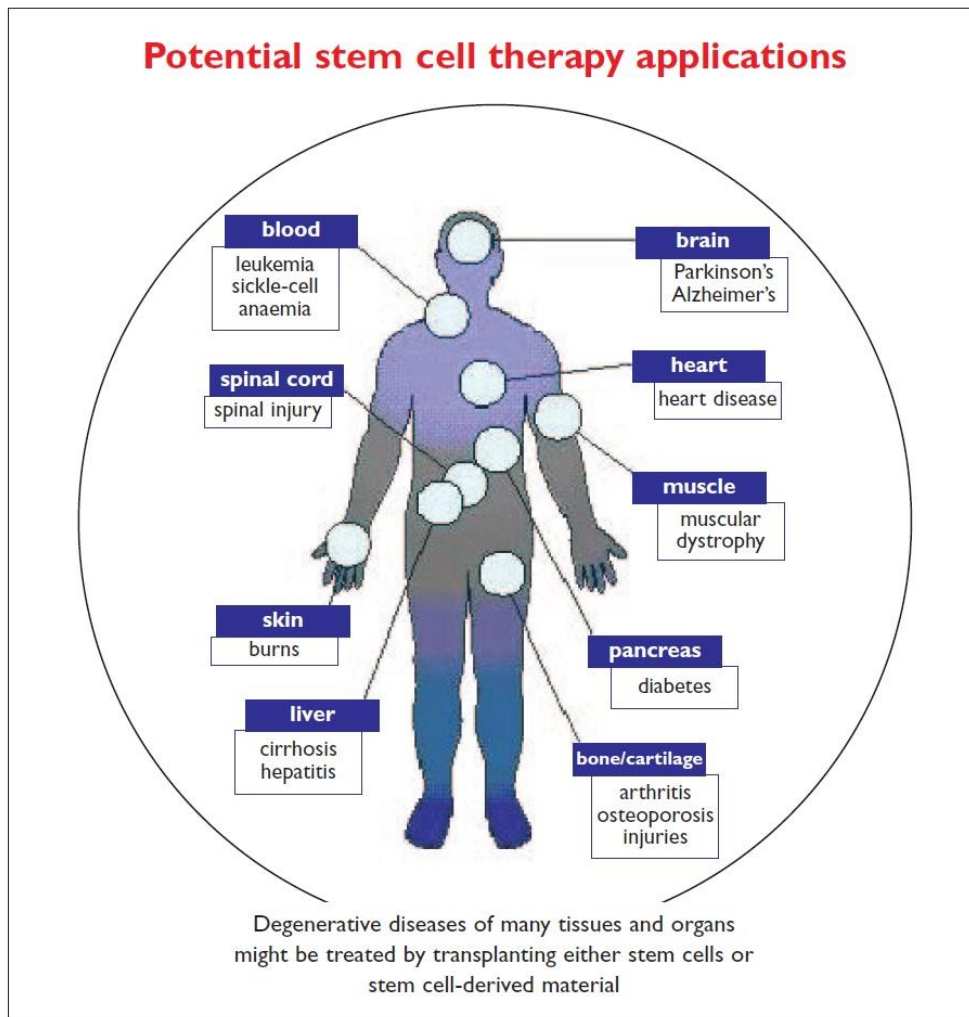 Potential stem cell therapy applications
blood
leukemia
sickle-cell
anaemia
brain
Parkinson's
Alzheimer's
spinal cord
spinal injury
heart
heart disease
muscle
muscular
dystrophy
skin
burns
pancreas
diabetes
liver
cirrhosis
hepatitis
bone/cartilage
arthritis
osteoporosis
injuries
Degenerative diseases of many tissues and organs
might be treated by transplanting either stem cells or
stem cell-derived material